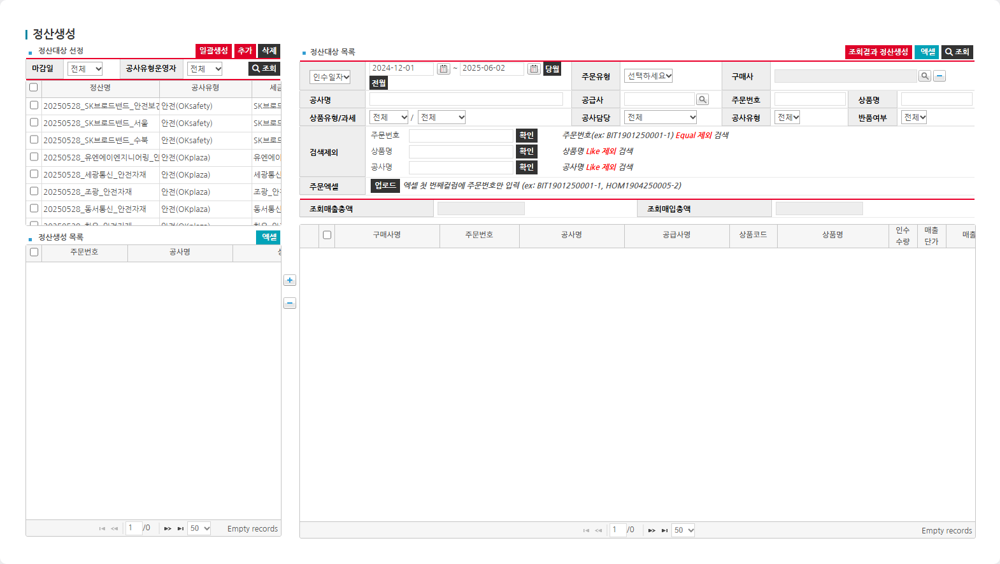 정산생성
정산대상 선정
일괄생성 추가 삭제
마감일 전체 공사유형운영자 전체 조회
정산명 공사유형 세금
20250528_SK브로드밴드_안전보건 안전(OKsafety) SK브로드
20250528_SK브로드밴드_서울 안전(OKsafety) SK브로드
20250528_SK브로드밴드_수북 안전(OKsafety) SK브로드
20250528_유엔에이엔지니어링_안 안전(OKplaza) 유엔에이
20250528_세광통신_안전자재 안전(OKplaza) 세광통신
20250528_조광_안전자재 안전(OKplaza) 조광_안
20250528_동서통신_안전자재 안전(OKplaza) 동서통신
정산생성 목록 엑셀
주문번호 공사명
1 /0 50 Empty records
정산대상 목록
조회결과 정산생성 엑셀 조회
인수일자 2024-12-01 ~ 2025-06-02 당월
전월
주문유형 선택하세요 구매사
공사명 공급사 주문번호 상품명
상품유형/과세 전체 / 전체 공사담당 전체 공사유형 전체 반품여부 전체
검색제외
주문번호 확인 주문번호(ex: BIT1901250001-1) Equal 제외 검색
상품명 확인 상품명 Like 제외 검색
공사명 확인 공사명 Like 제외 검색
주문엑셀 업로드 엑셀 첫 번째컬럼에 주문번호만 입력 (ex: BIT1901250001-1, HOM1904250005-2)
조회매출총액 조회매입총액
구매사명 주문번호 공사명 공급사명 상품코드 상품명 인수 수량 매출 단가 매출
1 /0 50 Empty records